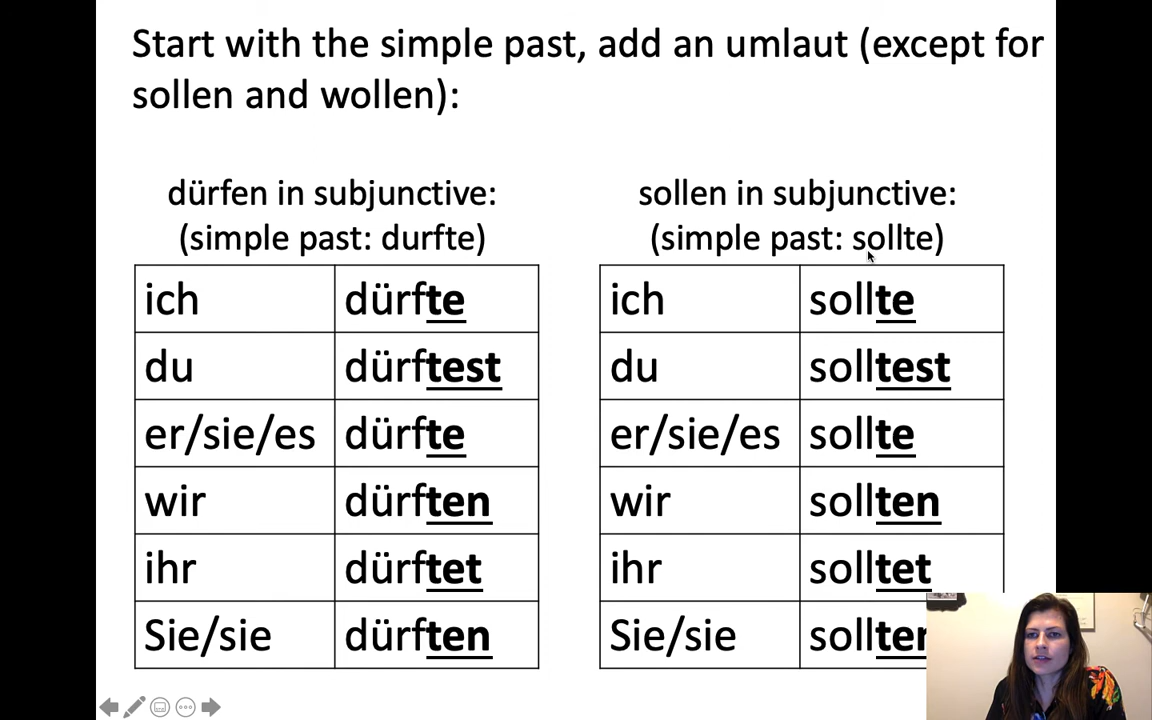 Start with the simple past, add an umlaut (except for
sollen and wollen):
dürfen in subjunctive:
(simple past: durfte)
ich dürfte
du dürftest
er/sie/es dürfte
wir dürften
ihr dürftet
Sie/sie dürften
sollen in subjunctive:
(simple past: sollte)
ich sollte
du solltest
er/sie/es sollte
wir sollten
ihr solltet
Sie/sie